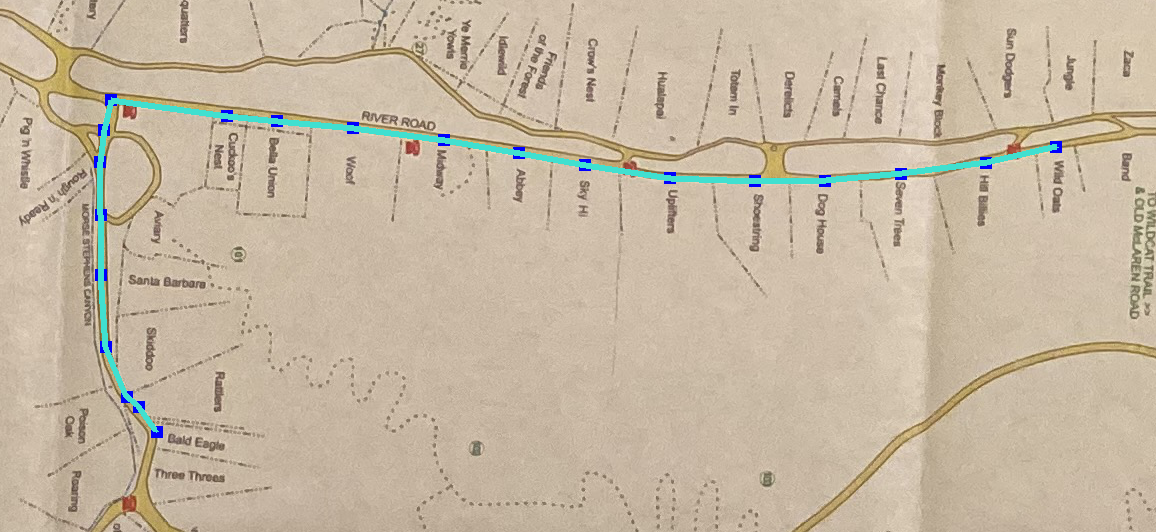 quatters
Ye Merrie
Yowls
Idlewild
Friends
of the Forest
Crow's Nest
Hualapai
Totem In
Derelicts
Camels
Last Chance
Monkey Block
Sun Dodgers
Jungle
Zaca
27
RIVER ROAD
Pig 'n Whistle
Rough 'n Ready
Cuckoo's
Nest
Bella Union
Woof
Midway
Abbey
Sky Hi
Uplifters
Shoestring
Dog House
Seven Trees
Hill Billies
Wild Oats
Band
TO WILDCAT TRAIL >>
& OLD McLAREN ROAD
MORSE STEPHENS CANYON
Aviary
Santa Barbara
Skiddoo
Rattlers
Poison
Oak
Bald Eagle
Three Threes
Roaring